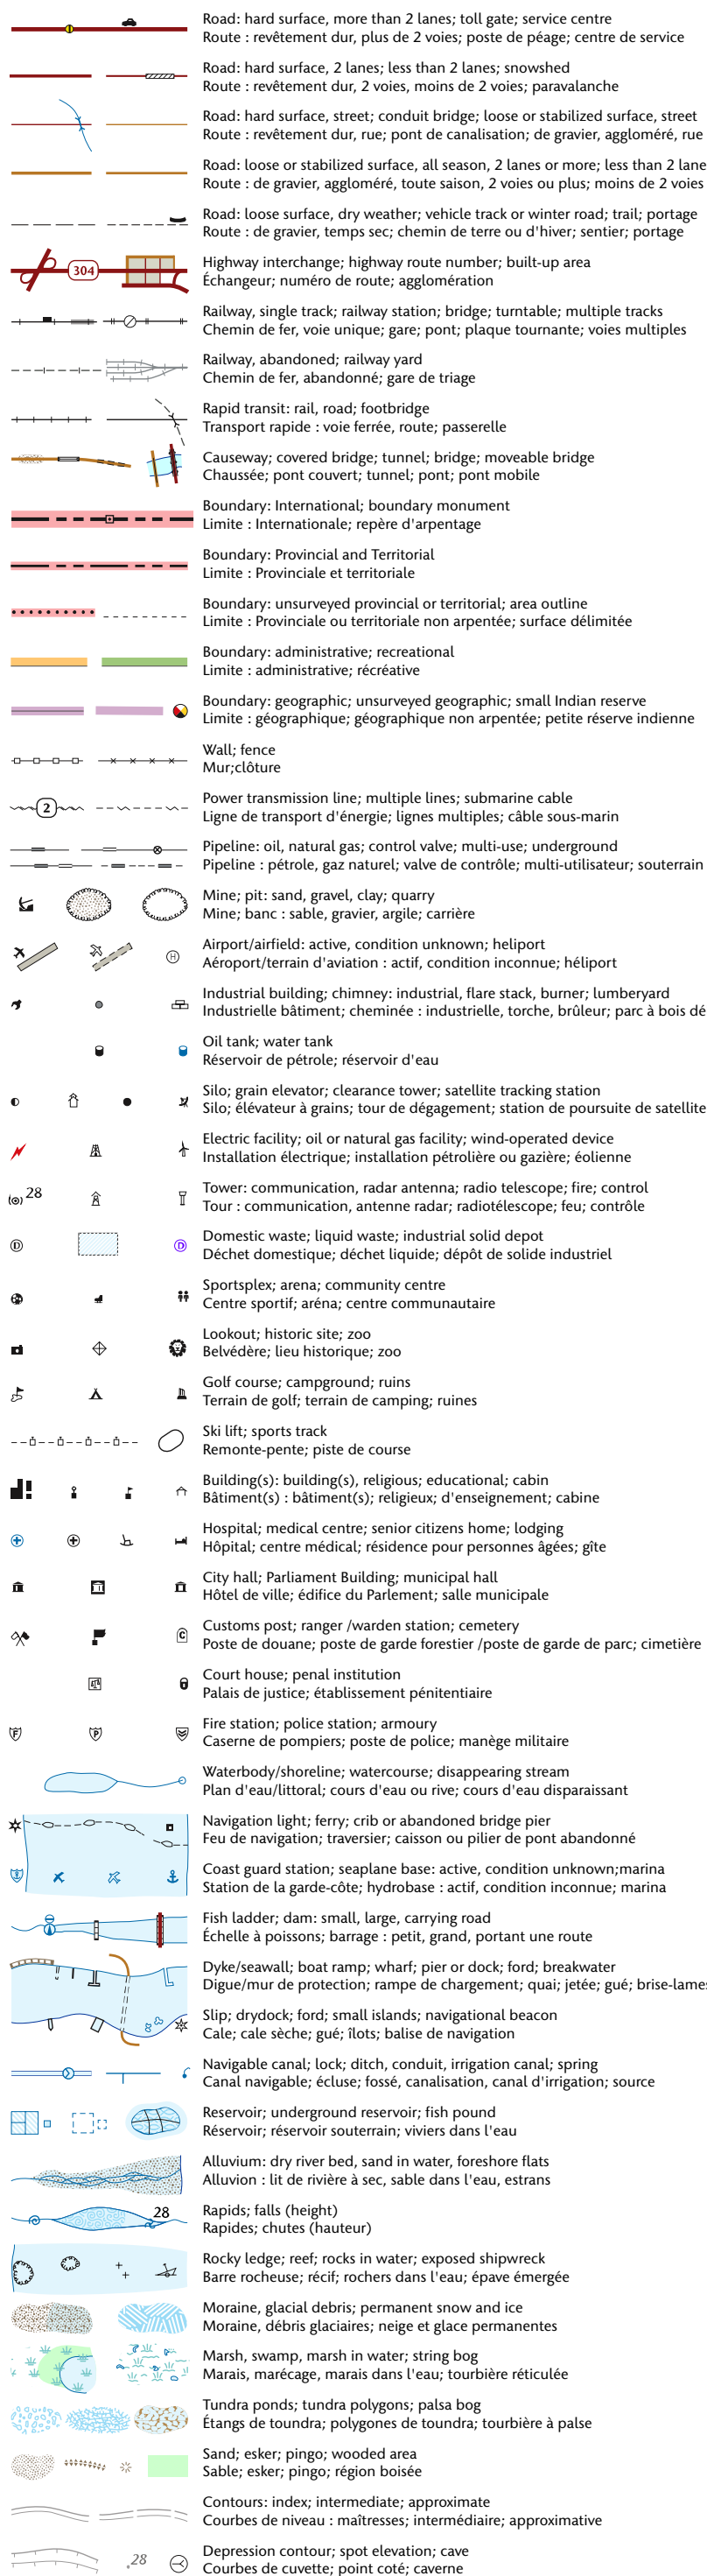 Road: hard surface, more than 2 lanes; toll gate; service centre
Route : revêtement dur, plus de 2 voies; poste de péage; centre de service
Road: hard surface, 2 lanes; less than 2 lanes; snowshed
Route : revêtement dur, 2 voies, moins de 2 voies; paravalanche
Road: hard surface, street; conduit bridge; loose or stabilized surface, street
Route : revêtement dur, rue; pont de canalisation; de gravier, aggloméré, rue
Road: loose or stabilized surface, all season, 2 lanes or more; less than 2 lane
Route : de gravier, aggloméré, toute saison, 2 voies ou plus; moins de 2 voies
Road: loose surface, dry weather; vehicle track or winter road; trail; portage
Route : de gravier, temps sec; chemin de terre ou d'hiver; sentier; portage
304
Highway interchange; highway route number; built-up area
Échangeur; numéro de route; agglomération
Railway, single track; railway station; bridge; turntable; multiple tracks
Chemin de fer, voie unique; gare; pont; plaque tournante; voies multiples
Railway, abandoned; railway yard
Chemin de fer, abandonné; gare de triage
Rapid transit: rail, road; footbridge
Transport rapide : voie ferrée, route; passerelle
Causeway; covered bridge; tunnel; bridge; moveable bridge
Chaussée; pont couvert; tunnel; pont; pont mobile
Boundary: International; boundary monument
Limite : Internationale; repère d'arpentage
Boundary: Provincial and Territorial
Limite : Provinciale et territoriale
Boundary: unsurveyed provincial or territorial; area outline
Limite : Provinciale ou territoriale non arpentée; surface délimitée
Boundary: administrative; recreational
Limite : administrative; récréative
Boundary: geographic; unsurveyed geographic; small Indian reserve
Limite : géographique; géographique non arpentée; petite réserve indienne
Wall; fence
Mur;clôture
2
Power transmission line; multiple lines; submarine cable
Ligne de transport d'énergie; lignes multiples; câble sous-marin
Pipeline: oil, natural gas; control valve; multi-use; underground
Pipeline : pétrole, gaz naturel; valve de contrôle; multi-utilisateur; souterrain
Mine; pit: sand, gravel, clay; quarry
Mine; banc : sable, gravier, argile; carrière
H
Airport/airfield: active, condition unknown; heliport
Aéroport/terrain d'aviation : actif, condition inconnue; héliport
Industrial building; chimney: industrial, flare stack, burner; lumberyard
Industrielle bâtiment; cheminée : industrielle, torche, brûleur; parc à bois dé
Oil tank; water tank
Réservoir de pétrole; réservoir d'eau
Silo; grain elevator; clearance tower; satellite tracking station
Silo; élévateur à grains; tour de dégagement; station de poursuite de satellite
Electric facility; oil or natural gas facility; wind-operated device
Installation électrique; installation pétrolière ou gazière; éolienne
28
Tower: communication, radar antenna; radio telescope; fire; control
Tour : communication, antenne radar; radiotélescope; feu; contrôle
D D
Domestic waste; liquid waste; industrial solid depot
Déchet domestique; déchet liquide; dépôt de solide industriel
Sportsplex; arena; community centre
Centre sportif; aréna; centre communautaire
Lookout; historic site; zoo
Belvédère; lieu historique; zoo
Golf course; campground; ruins
Terrain de golf; terrain de camping; ruines
Ski lift; sports track
Remonte-pente; piste de course
Building(s): building(s), religious; educational; cabin
Bâtiment(s) : bâtiment(s); religieux; d'enseignement; cabine
Hospital; medical centre; senior citizens home; lodging
Hôpital; centre médical; résidence pour personnes âgées; gîte
City hall; Parliament Building; municipal hall
Hôtel de ville; édifice du Parlement; salle municipale
C
Customs post; ranger /warden station; cemetery
Poste de douane; poste de garde forestier /poste de garde de parc; cimetière
Court house; penal institution
Palais de justice; établissement pénitentiaire
F P
Fire station; police station; armoury
Caserne de pompiers; poste de police; manège militaire
Waterbody/shoreline; watercourse; disappearing stream
Plan d'eau/littoral; cours d'eau ou rive; cours d'eau disparaissant
Navigation light; ferry; crib or abandoned bridge pier
Feu de navigation; traversier; caisson ou pilier de pont abandonné
Coast guard station; seaplane base: active, condition unknown;marina
Station de la garde-côte; hydrobase : actif, condition inconnue; marina
Fish ladder; dam: small, large, carrying road
Échelle à poissons; barrage : petit, grand, portant une route
Dyke/seawall; boat ramp; wharf; pier or dock; ford; breakwater
Digue/mur de protection; rampe de chargement; quai; jetée; gué; brise-lames
Slip; drydock; ford; small islands; navigational beacon
Cale; cale sèche; gué; îlots; balise de navigation
Navigable canal; lock; ditch, conduit, irrigation canal; spring
Canal navigable; écluse; fossé, canalisation, canal d'irrigation; source
Reservoir; underground reservoir; fish pound
Réservoir; réservoir souterrain; viviers dans l'eau
Alluvium: dry river bed, sand in water, foreshore flats
Alluvion : lit de rivière à sec, sable dans l'eau, estrans
28
Rapids; falls (height)
Rapides; chutes (hauteur)
Rocky ledge; reef; rocks in water; exposed shipwreck
Barre rocheuse; récif; rochers dans l'eau; épave émergée
Moraine, glacial debris; permanent snow and ice
Moraine, débris glaciaires; neige et glace permanentes
Marsh, swamp, marsh in water; string bog
Marais, marécage, marais dans l'eau; tourbière réticulée
Tundra ponds; tundra polygons; palsa bog
Étangs de toundra; polygones de toundra; tourbière à palse
Sand; esker; pingo; wooded area
Sable; esker; pingo; région boisée
Contours: index; intermediate; approximate
Courbes de niveau : maîtresses; intermédiaire; approximative
.28
Depression contour; spot elevation; cave
Courbes de cuvette; point coté; caverne